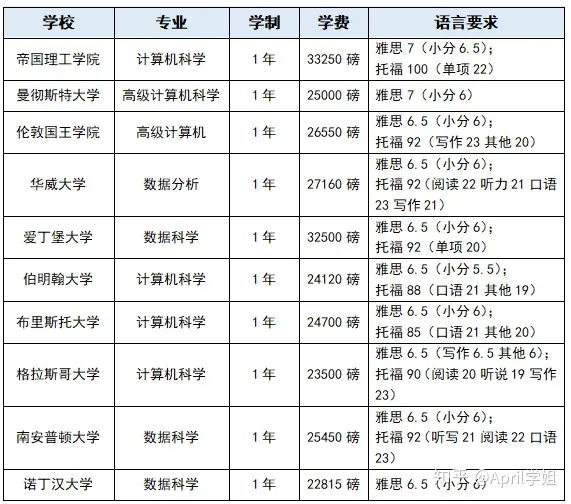 学校 专业 学制 学费 语言要求
帝国理工学院 计算机科学 1 年 33250 磅 雅思 7（小分 6.5）；
托福 100（单项 22）
曼彻斯特大学 高级计算机科学 1 年 25000 磅 雅思 7（小分 6）
伦敦国王学院 高级计算机 1 年 26550 磅 雅思 6.5（小分 6）；
托福 92（写作 23 其他 20）
华威大学 数据分析 1 年 27160 磅 雅思 6.5（小分 6）；
托福 92（阅读 22 听力 21 口语
23 写作 21）
爱丁堡大学 数据科学 1 年 32500 磅 雅思 6.5（小分 6）；
托福 92（单项 20）
伯明翰大学 计算机科学 1 年 24120 磅 雅思 6.5（小分 5.5）；
托福 88（口语 21 其他 19）
布里斯托大学 计算机科学 1 年 24700 磅 雅思 6.5（小分 6）；
托福 85（口语 21 其他 20）
格拉斯哥大学 计算机科学 1 年 23500 磅 雅思 6.5（写作 6.5 其他 6）；
托福 90（阅读 20 听说 19 写作
23）
南安普顿大学 数据科学 1 年 25450 磅 雅思 6.5（小分 6）；
托福 92（听写 21 阅读 22 口语
23）
诺丁汉大学 计算机科学 1 年 22815 磅 雅思 6.5（小分 6）
知乎 @April学姐